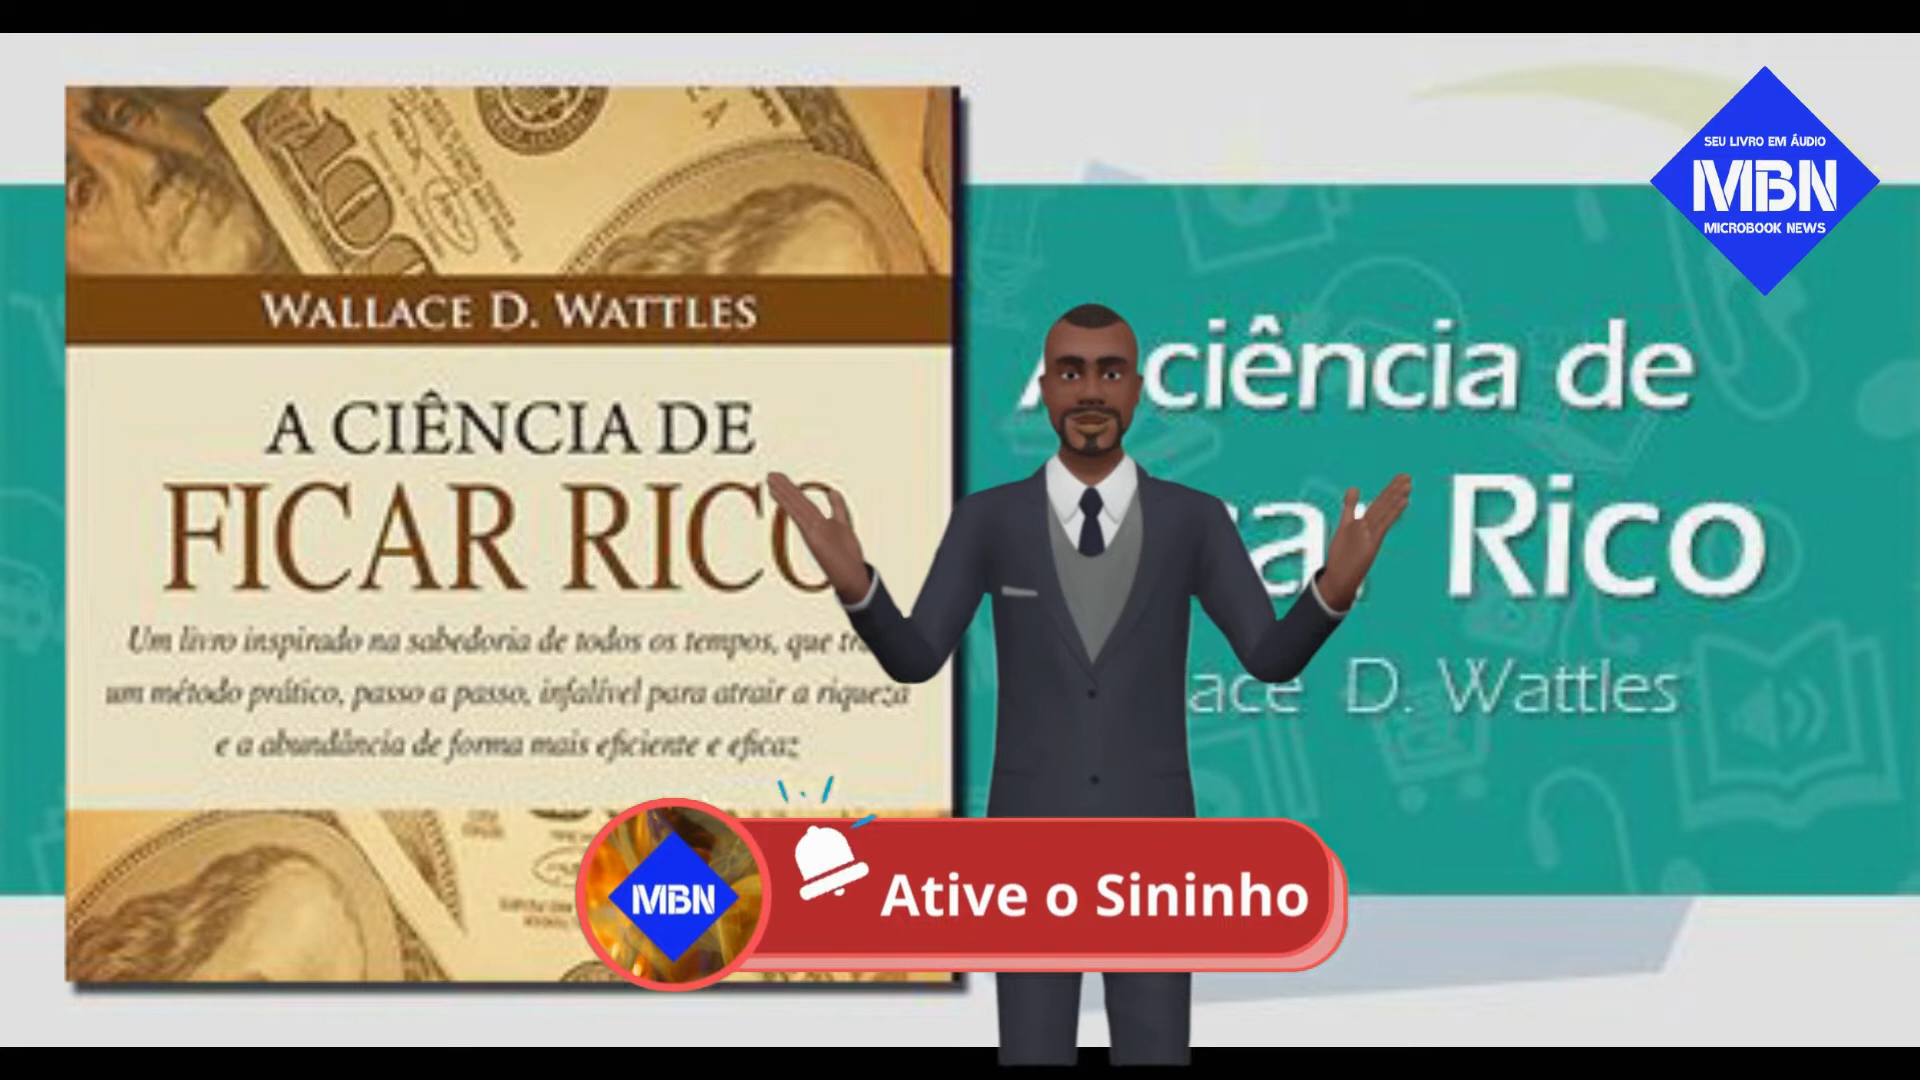 WALLACE D. WATTLES
A CIÊNCIA DE
FICAR RICO
Um livro inspirado na sabedoria de todos os tempos, que
um método prático, passo a passo, infalível para atrair a riqueza
e a abundância de forma mais eficiente e eficaz
SEU LIVRO EM ÁUDIO
MBN
MICROBOOK NEWS
A ciência de
Rico
D. Wattles
MBN
Ative o Sininho